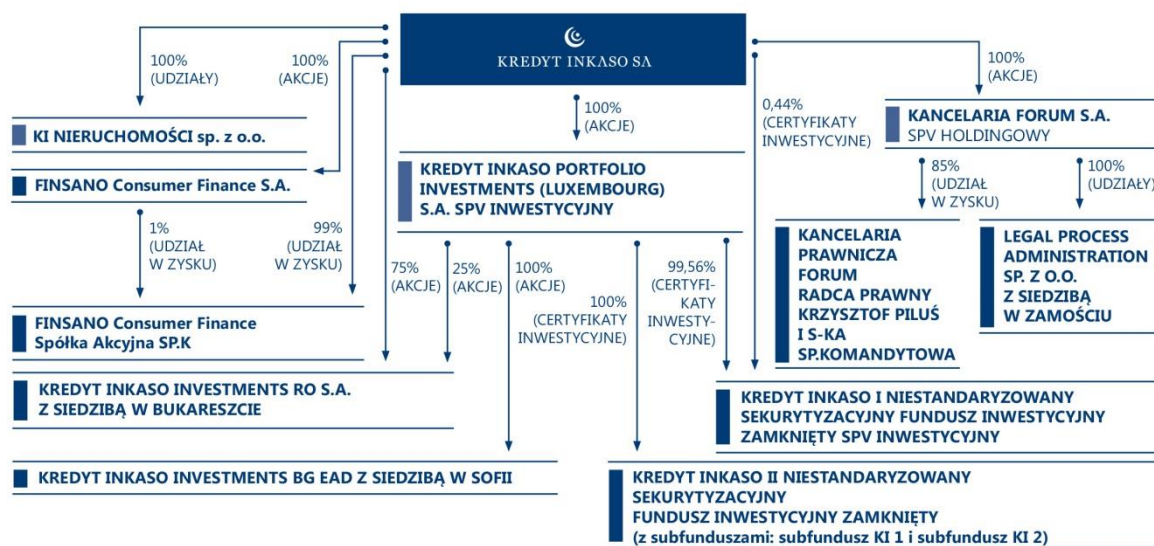 KREDYT INKASO SA
100%
(UDZIAŁY)
100%
(AKCJE)
100%
(AKCJE)
0,44%
(CERTYFIKATY
INWESTYCYJNE)
100%
(AKCJE)
KI NIERUCHOMOŚCI sp. z o.o.
FINSANO Consumer Finance S.A.
KREDYT INKASO PORTFOLIO
INVESTMENTS (LUXEMBOURG)
S.A. SPV INWESTYCYJNY
KANCELARIA FORUM S.A.
SPV HOLDINGOWY
1%
(UDZIAŁ
W ZYSKU)
99%
(UDZIAŁ
W ZYSKU)
75%
(AKCJE)
25%
(AKCJE)
100%
(AKCJE)
100%
(CERTYFIKATY
INWESTYCYJNE)
99,56%
(CERTYFI-
KATY
INWESTY-
CYJNE)
85%
(UDZIAŁ
W ZYSKU)
100%
(UDZIAŁY)
KANCELARIA
PRAWNICZA
FORUM
RADCA PRAWNY
KRZYSZTOF PILUŚ
I S-KA
SP.KOMANDYTOWA
LEGAL PROCESS
ADMINISTRATION
SP. Z O.O.
Z SIEDZIBĄ
W ZAMOŚCIU
FINSANO Consumer Finance
Spółka Akcyjna SP.K
KREDYT INKASO INVESTMENTS RO S.A.
Z SIEDZIBĄ W BUKARESZCIE
KREDYT INKASO I NIESTANDARYZOWANY
SEKURYTYZACYJNY FUNDUSZ INWESTYCYJNY
ZAMKNIĘTY SPV INWESTYCYJNY
KREDYT INKASO INVESTMENTS BG EAD Z SIEDZIBĄ W SOFII
KREDYT INKASO II NIESTANDARYZOWANY
SEKURYTYZACYJNY
FUNDUSZ INWESTYCYJNY ZAMKNIĘTY
(z subfunduszami: subfundusz KI 1 i subfundusz KI 2)